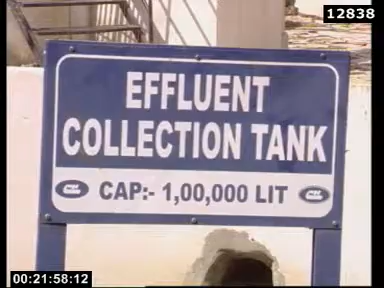 12838
EFFLUENT
COLLECTION TANK
CAP:- 1,00,000 LIT
00:21:58:12